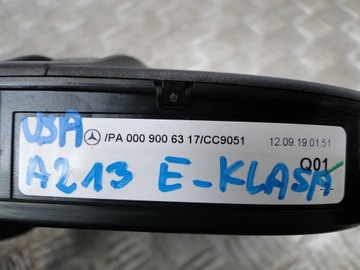 USA
/PA 000 900 63 17/CC9051 12.09.19:01.51
Q01
A213 E-KLASA